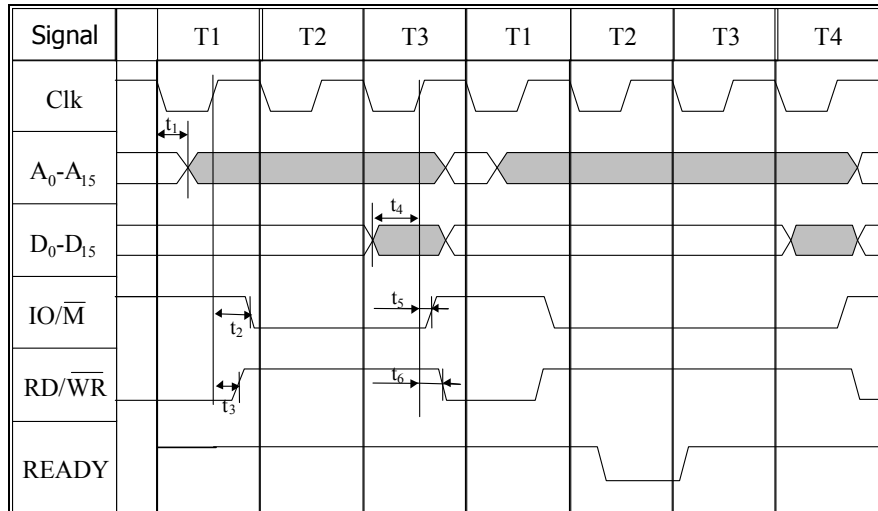 Signal T1 T2 T3 T1 T2 T3 T4
Clk
t₁
A₀-A₁₅
t₄
D₀-D₁₅
t₅
IO/M̅
t₂
t₆
RD/W̅R̅
t₃
READY